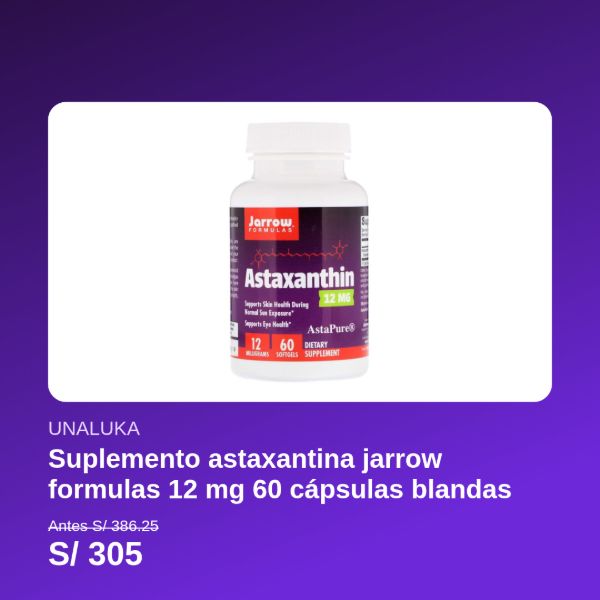 Jarrow
FORMULAS
Astaxanthin
12 MG
Supports Skin Health During
Normal Sun Exposure*
Supports Eye Health*
AstaPure®
12
MILLIGRAMS
60
SOFTGELS
DIETARY
SUPPLEMENT
UNALUKA
Suplemento astaxantina jarrow
formulas 12 mg 60 cápsulas blandas
Antes S/ 386.25
S/ 305